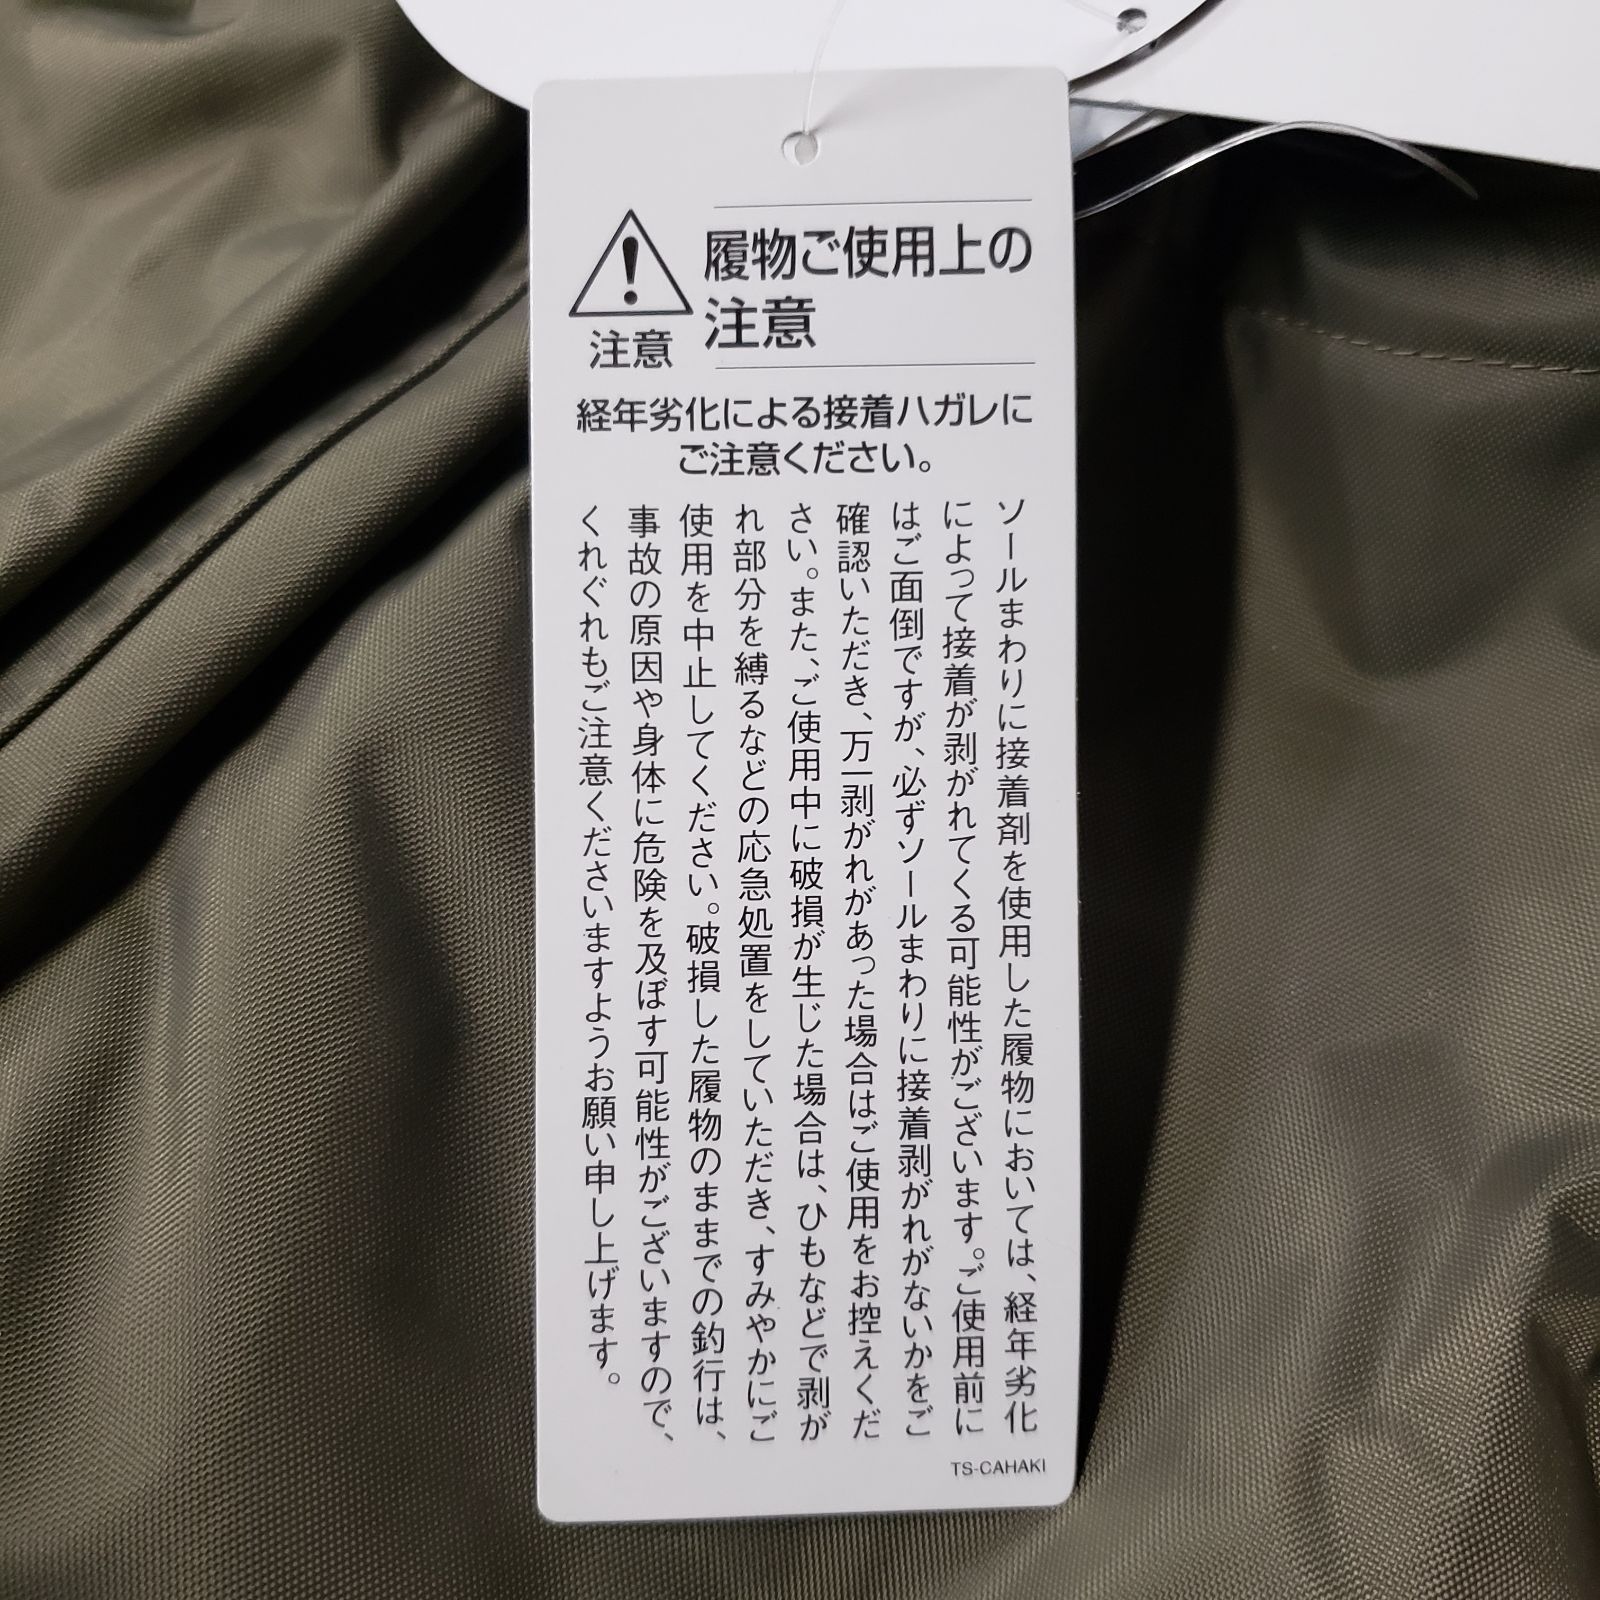 履物ご使用上の
注意
注意
経年劣化による接着ハガレに
ご注意ください。
ソールまわりに接着剤を使用した履物においては、経年劣化
によって接着が剥がれてくる可能性がございます。ご使用前に
はご面倒ですが、必ずソールまわりに接着剥がれがないかをご
確認いただき、万一剥がれがあった場合はご使用をお控えくだ
さい。また、ご使用中に破損が生じた場合は、ひもなどで剥が
れ部分を縛るなどの応急処置をしていただき、すみやかにご
使用を中止してください。破損した履物のままでの釣行は、
事故の原因や身体に危険を及ぼす可能性がございますので、
くれぐれもご注意くださいますようお願い申し上げます。
TS-CAHAKI